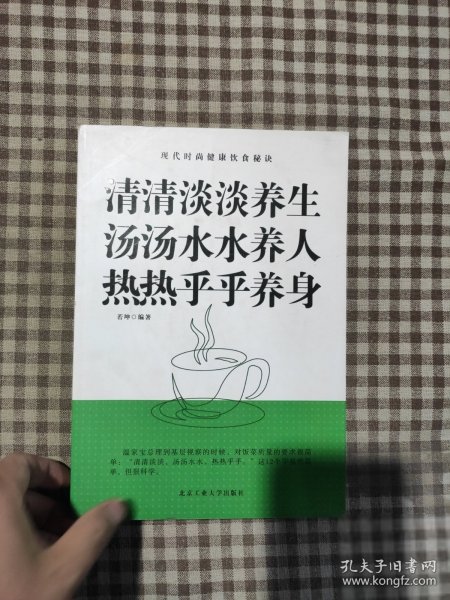 现代时尚健康饮食秘诀
清清淡淡养生
汤汤水水养人
热热乎乎养身
若坤◎编著
温家宝总理到基层视察的时候，对饭菜质量的要求很简
单：“清清淡淡，汤汤水水，热热乎乎。”这12个字虽然简
单，但很科学。
北京工业大学出版社
孔夫子旧书网
www.kongfz.com